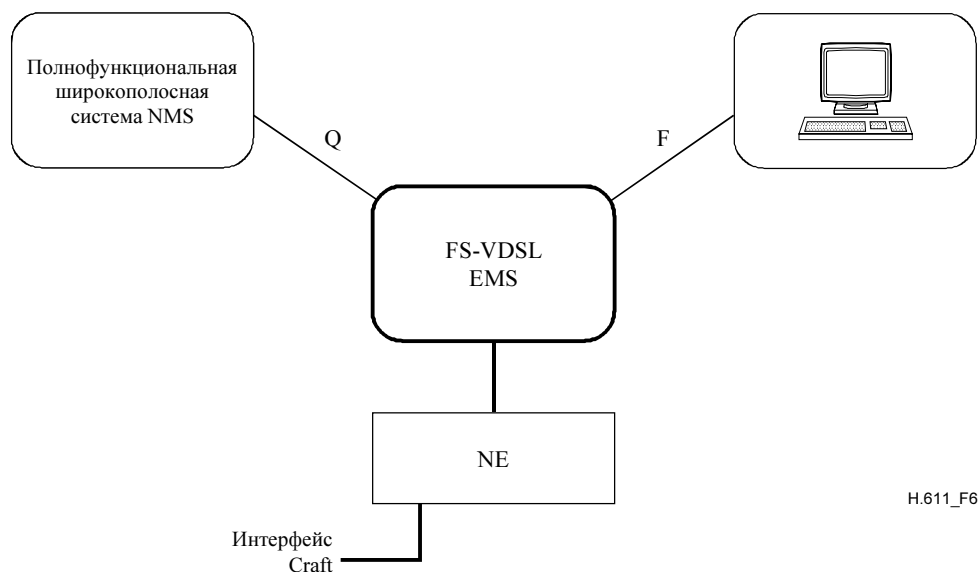 Полнофункциональная
широкополосная
система NMS
Q
F
FS-VDSL
EMS
NE
H.611_F6
Интерфейс
Craft